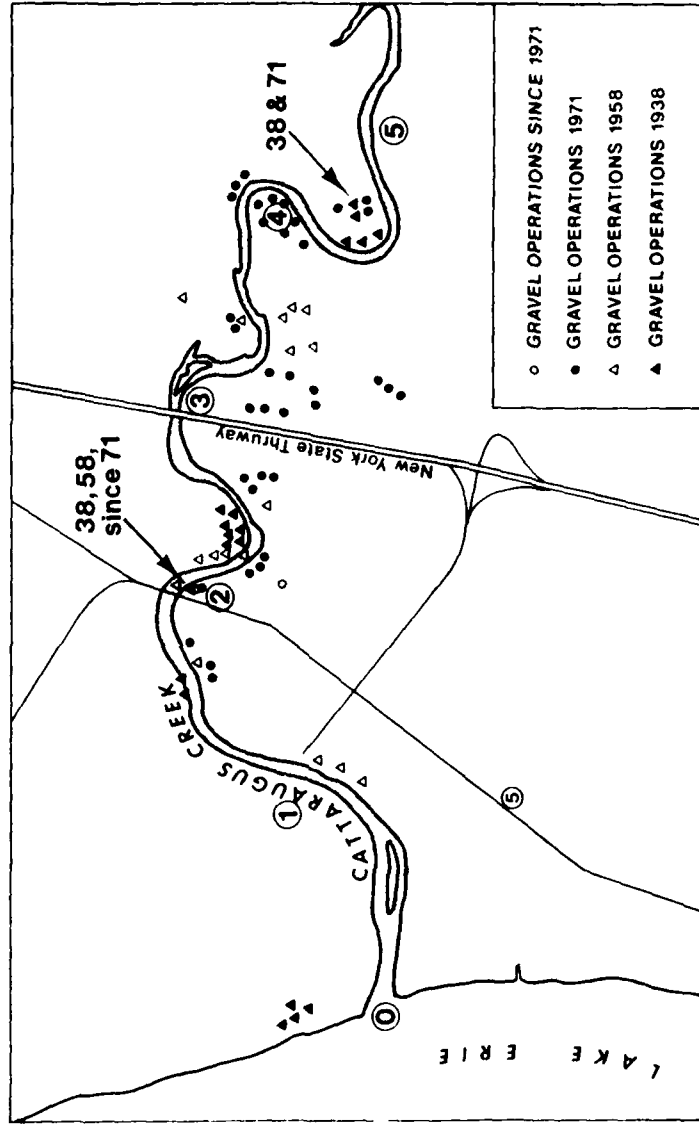 38 & 71
38,58,
since 71
④
⑤
③
②
New York State Thruway
CATTARAUGUS CREEK
①
⑤
⓪
LAKE ERIE
○ GRAVEL OPERATIONS SINCE 1971
● GRAVEL OPERATIONS 1971
△ GRAVEL OPERATIONS 1958
▲ GRAVEL OPERATIONS 1938